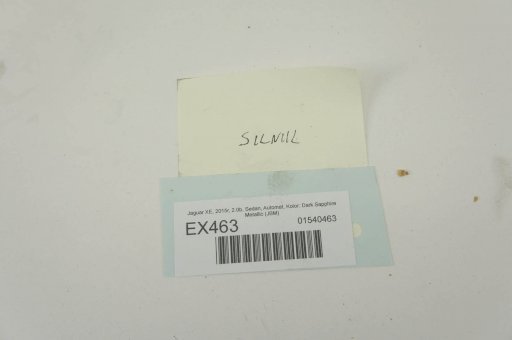 SILNIK
Jaguar XE, 2015r, 2.0b, Sedan, Automat, Kolor: Dark Sapphire
Metallic (JBM)
EX463
01540463